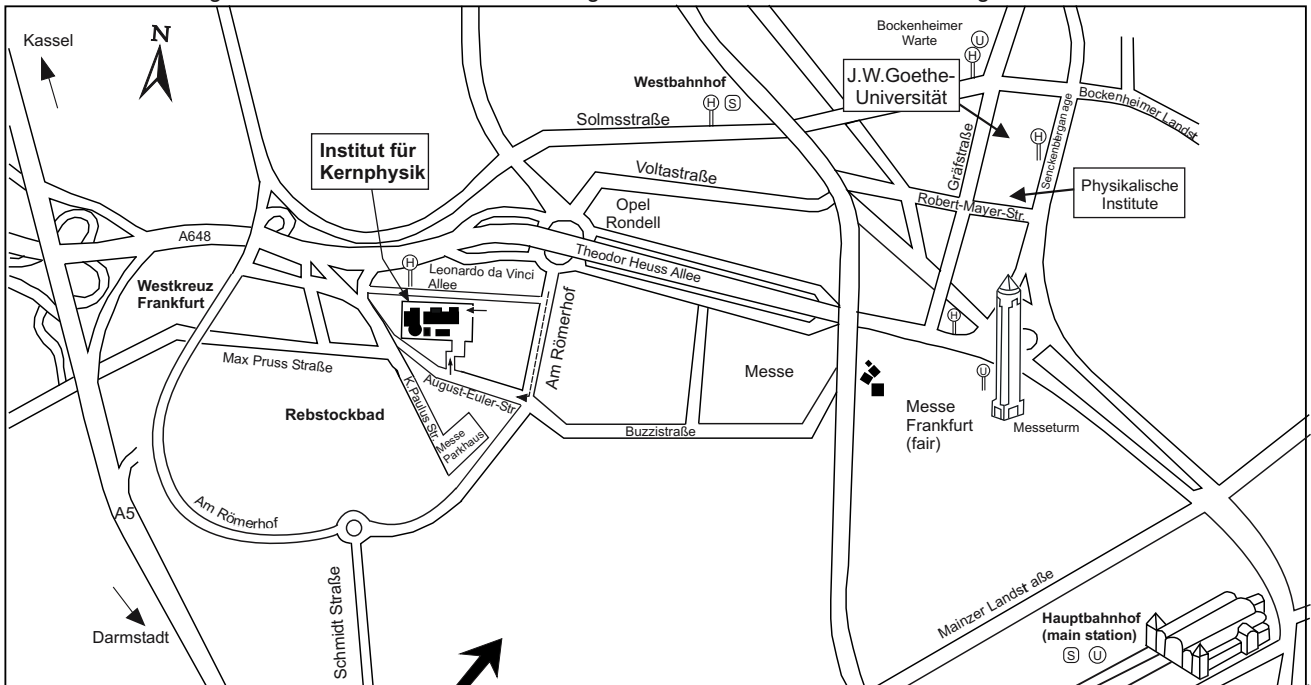 Kassel
N
Bockenheimer
Warte
U
H
Westbahnhof
H S
J.W.Goethe-
Universität
Bockenheimer Landst
Solmsstraße
Senckenberganage
H
Gräfstraße
Institut für
Kernphysik
Voltastraße
Physikalische
Institute
Robert-Mayer-Str.
Opel
Rondell
A648
Theodor Heuss Allee
H
Leonardo da Vinci
Allee
Westkreuz
Frankfurt
Am Römerhof
H
Max Pruss Straße
Messe
U
August-Euler-Str
K.Paulus Str.
Rebstockbad
Messe
Frankfurt
(fair)
Messeturm
Messe
Parkhaus
Buzzistraße
Am Römerhof
A5
Schmidt Straße
Mainzer Landst aße
Darmstadt
Hauptbahnhof
(main station)
S U